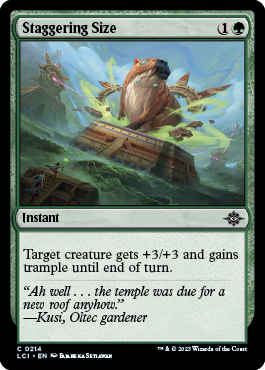 Staggering Size
1
Instant
Target creature gets +3/+3 and gains
trample until end of turn.
“Ah well . . . the temple was due for a
new roof anyhow.”
—Kusi, Oltec gardener
C 0214
LCI • EN
™ & © 2023 Wizards of the Coast